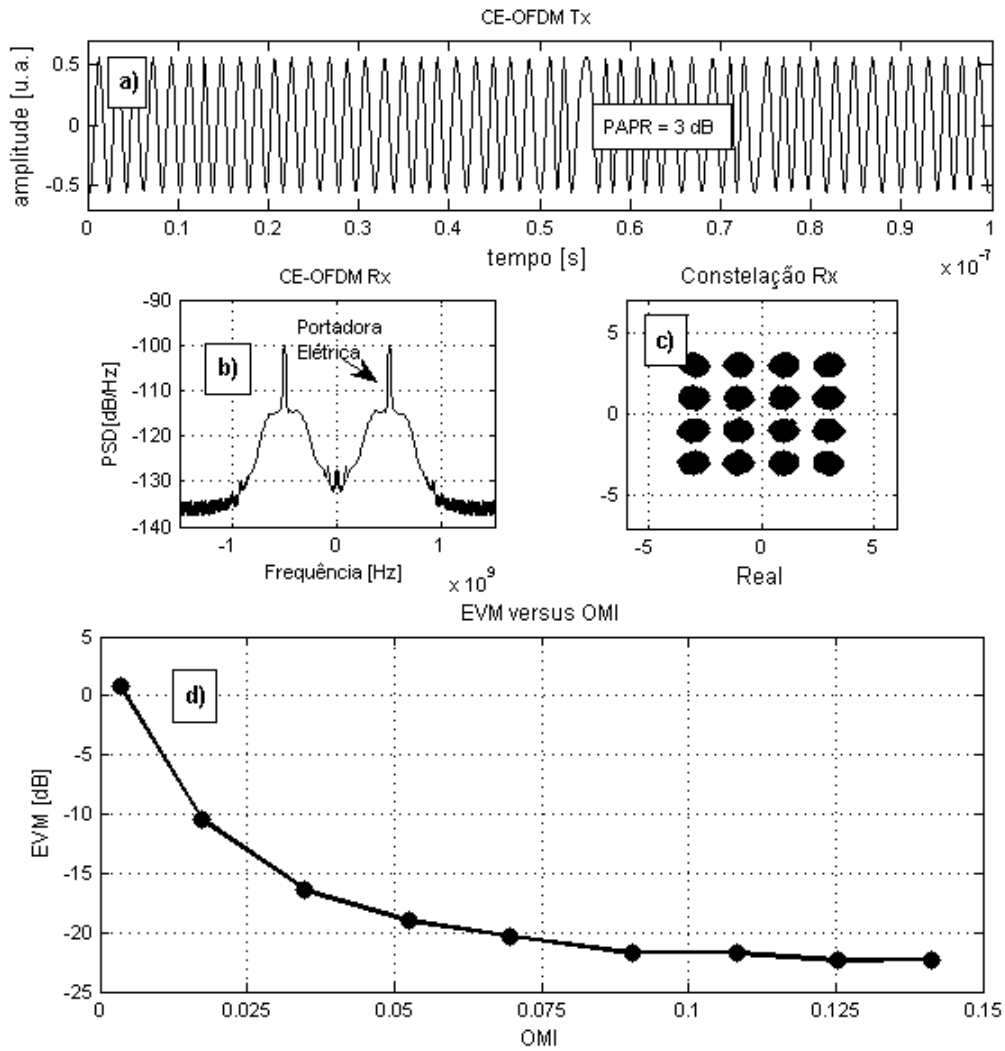 CE-OFDM Tx
amplitude [u. a.]
0.5
0
-0.5
a)
PAPR = 3 dB
0
0.1
0.2
0.3
0.4
0.5
0.6
0.7
0.8
0.9
1
tempo [s]
x 10^-7
CE-OFDM Rx
PSD[dB/Hz]
-90
-100
-110
-120
-130
-140
b)
Portadora
Elétrica
-1
0
1
Frequência [Hz]
x 10^9
Constelação Rx
5
0
-5
c)
-5
0
5
Real
EVM versus OMI
EVM [dB]
5
0
-5
-10
-15
-20
-25
d)
0
0.025
0.05
0.075
0.1
0.125
0.15
OMI